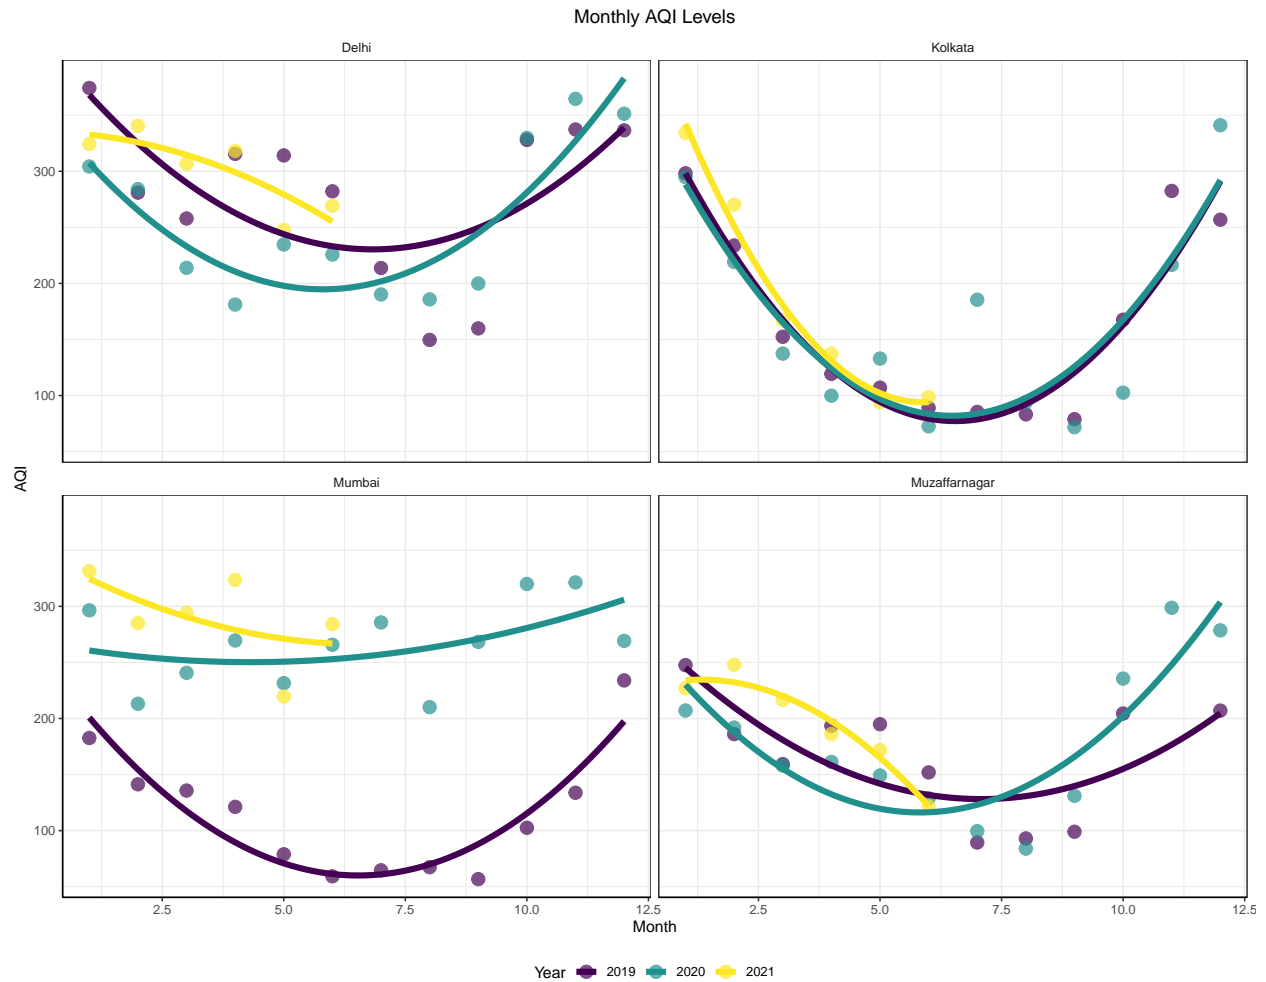 Monthly AQI Levels
Delhi
Kolkata
300
200
100
AQI
Mumbai
Muzaffarnagar
300
200
100
2.5 5.0 7.5 10.0 12.5 2.5 5.0 7.5 10.0 12.5
Month
Year 2019 2020 2021